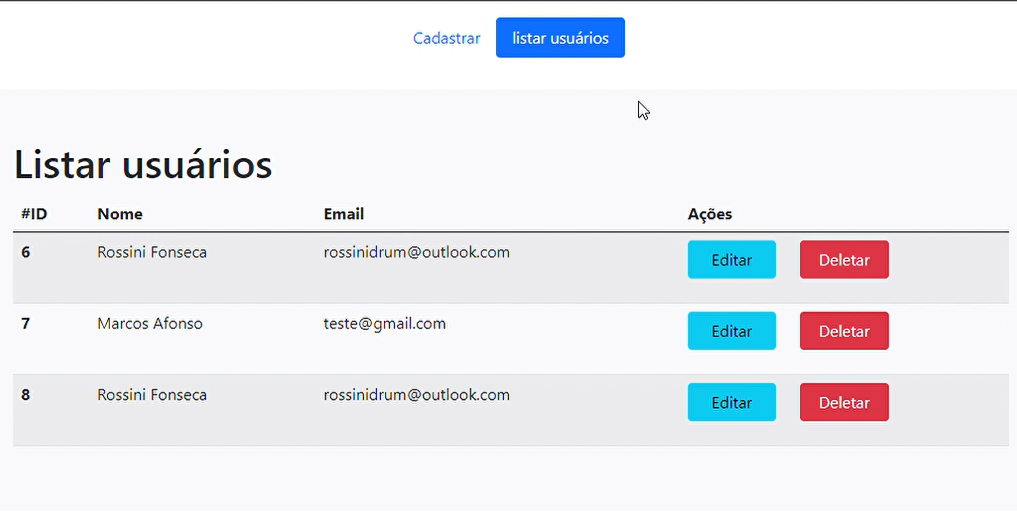 Cadastrar listar usuários
Listar usuários
#ID Nome Email Ações
6 Rossini Fonseca rossinidrum@outlook.com Editar Deletar
7 Marcos Afonso teste@gmail.com Editar Deletar
8 Rossini Fonseca rossinidrum@outlook.com Editar Deletar